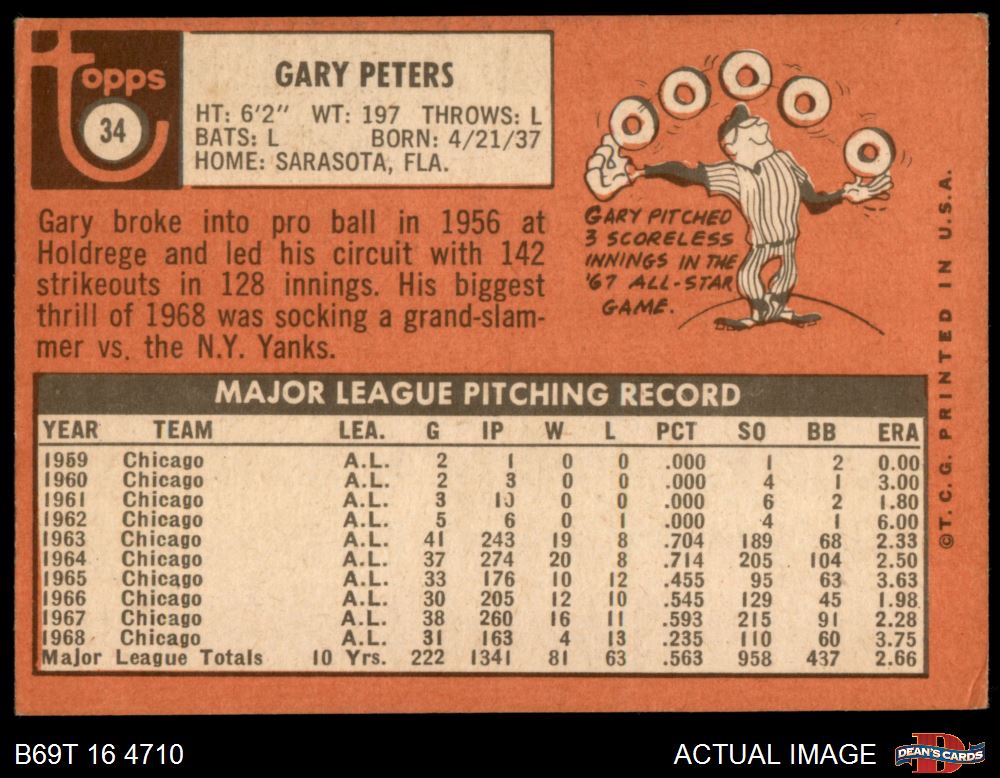 topps
34
GARY PETERS
HT: 6'2" WT: 197 THROWS: L
BATS: L BORN: 4/21/37
HOME: SARASOTA, FLA.
Gary broke into pro ball in 1956 at
Holdrege and led his circuit with 142
strikeouts in 128 innings. His biggest
thrill of 1968 was socking a grand-slam-
mer vs. the N.Y. Yanks.
GARY PITCHED
3 SCORELESS
INNINGS IN THE
'67 ALL-STAR
GAME.
MAJOR LEAGUE PITCHING RECORD
YEAR TEAM LEA. G IP W L PCT SO BB ERA
1959 Chicago A.L. 2 1 0 0 .000 1 2 0.00
1960 Chicago A.L. 2 3 0 0 .000 4 1 3.00
1961 Chicago A.L. 3 10 0 0 .000 6 2 1.80
1962 Chicago A.L. 5 6 0 1 .000 4 1 6.00
1963 Chicago A.L. 41 243 19 8 .704 189 68 2.33
1964 Chicago A.L. 37 274 20 8 .714 205 104 2.50
1965 Chicago A.L. 33 176 10 12 .455 95 63 3.63
1966 Chicago A.L. 30 205 12 10 .545 129 45 1.98
1967 Chicago A.L. 38 260 16 11 .593 215 91 2.28
1968 Chicago A.L. 31 163 4 13 .235 110 60 3.75
Major League Totals 10 Yrs. 222 1341 81 63 .563 958 437 2.66
©T. C. G. PRINTED IN U.S.A.
B69T 16 4710
ACTUAL IMAGE
DEAN'S CARDS